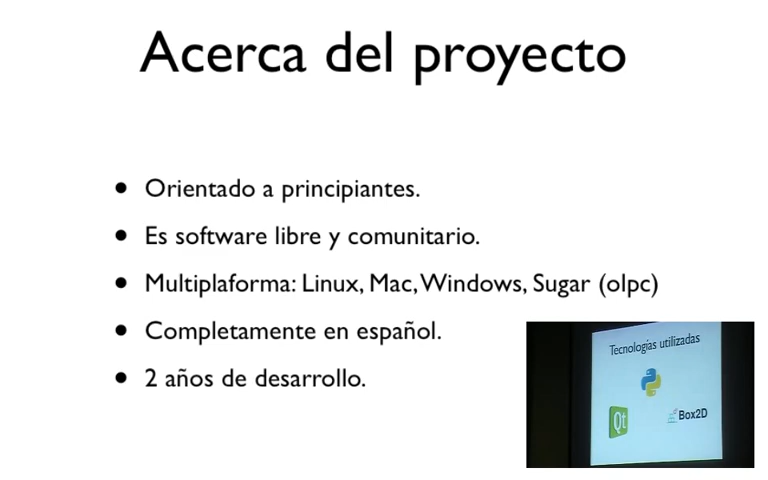 Acerca del proyecto
• Orientado a principiantes.
• Es software libre y comunitario.
• Multiplaforma: Linux, Mac, Windows, Sugar (olpc)
• Completamente en español.
• 2 años de desarrollo.
Tecnologías utilizadas
Qt
Box2D